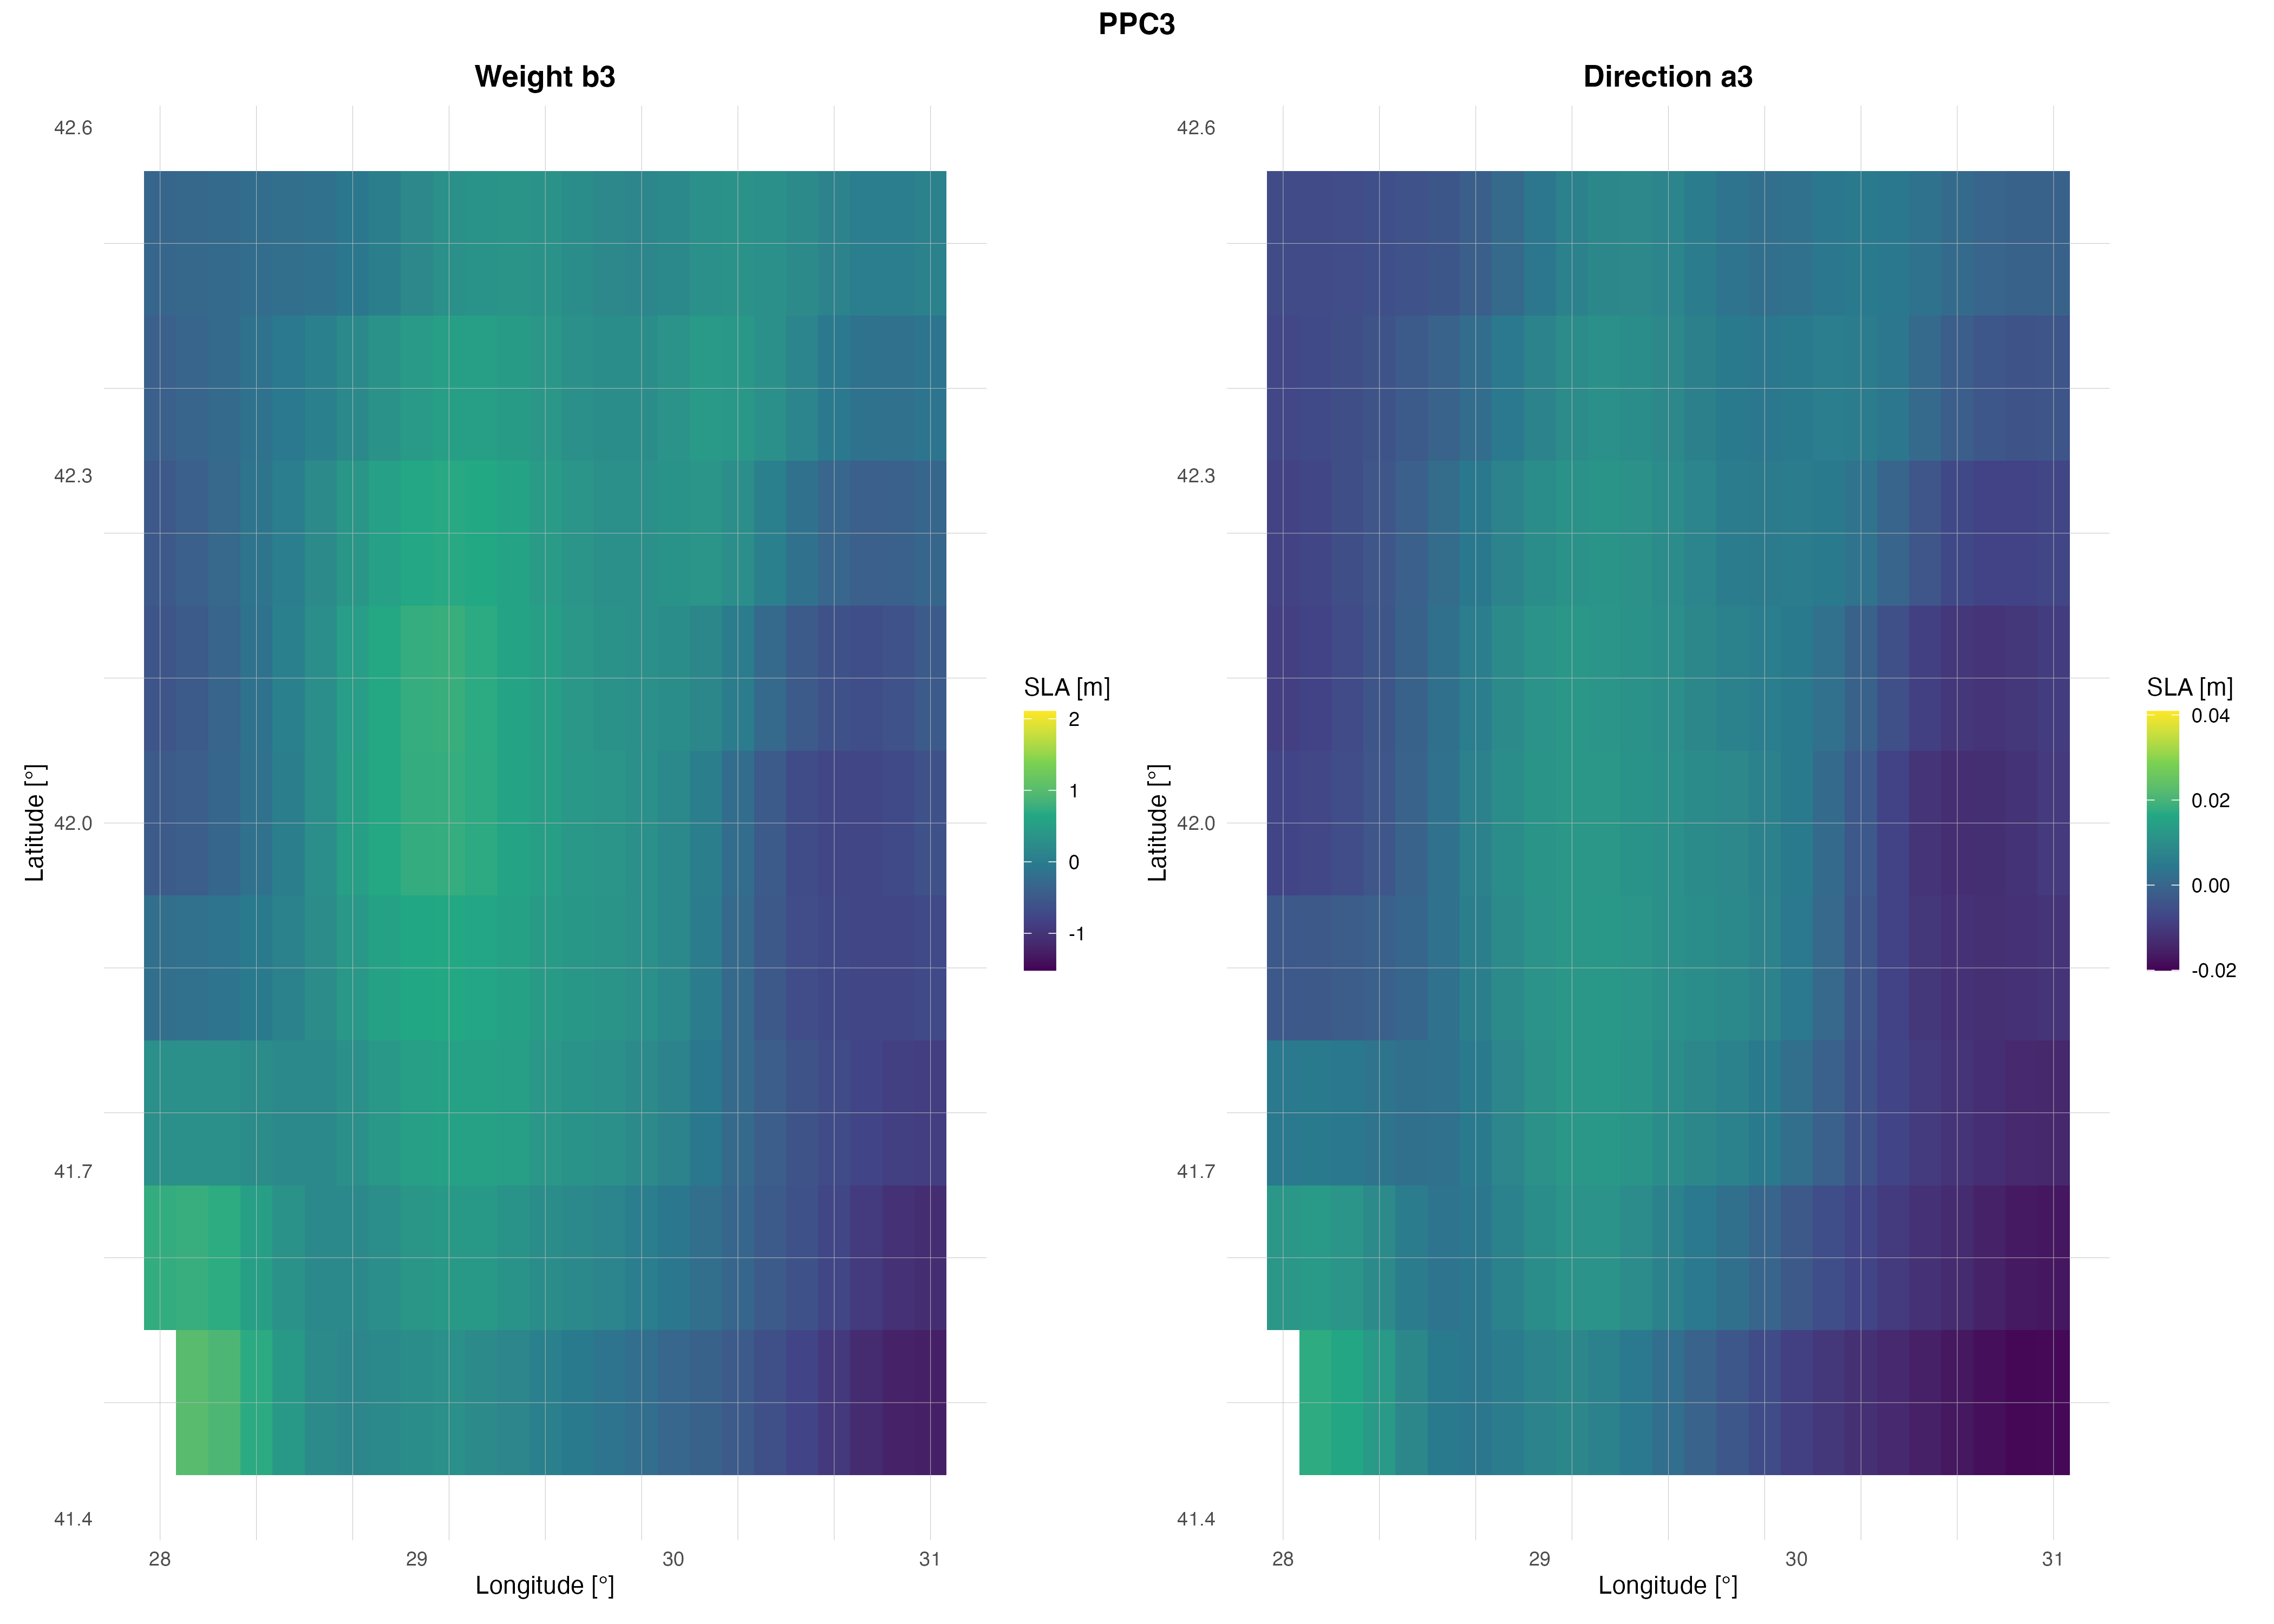 PPC3
Weight b3
Latitude [°]
42.6
42.3
42.0
41.7
41.4
28 29 30 31
Longitude [°]
SLA [m]
2
1
0
-1
Direction a3
Latitude [°]
42.6
42.3
42.0
41.7
41.4
28 29 30 31
Longitude [°]
SLA [m]
0.04
0.02
0.00
-0.02